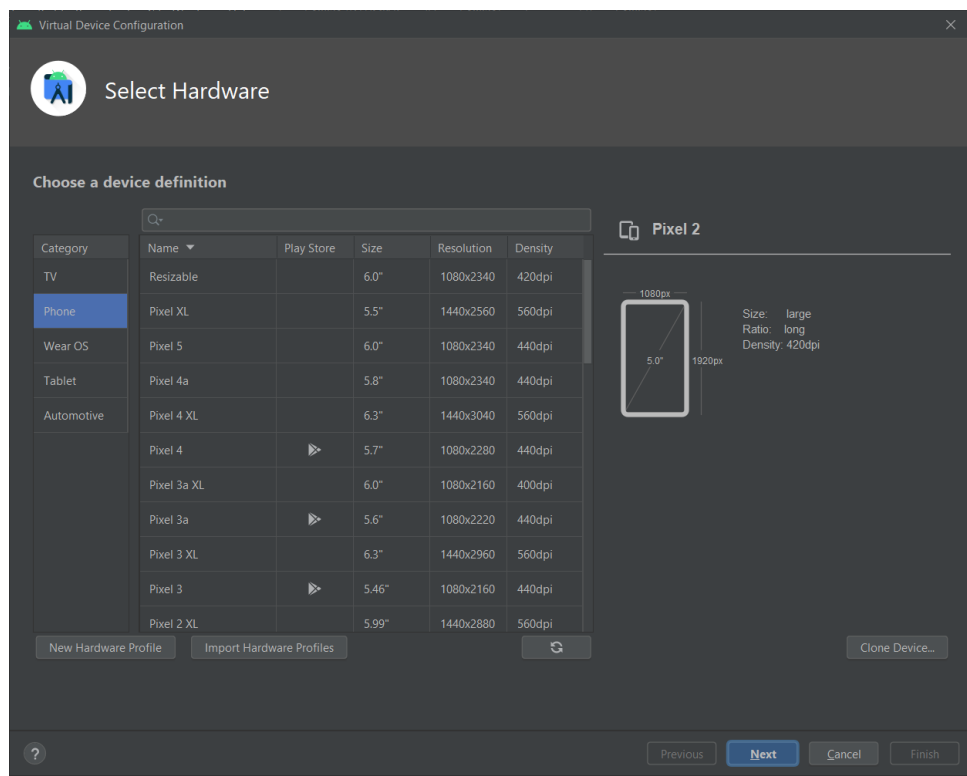 Virtual Device Configuration
Select Hardware
Choose a device definition
Category
TV
Phone
Wear OS
Tablet
Automotive
Name Play Store Size Resolution Density
Resizable 6.0" 1080x2340 420dpi
Pixel XL 5.5" 1440x2560 560dpi
Pixel 5 6.0" 1080x2340 440dpi
Pixel 4a 5.8" 1080x2340 440dpi
Pixel 4 XL 6.3" 1440x3040 560dpi
Pixel 4 5.7" 1080x2280 440dpi
Pixel 3a XL 6.0" 1080x2160 400dpi
Pixel 3a 5.6" 1080x2220 440dpi
Pixel 3 XL 6.3" 1440x2960 560dpi
Pixel 3 5.46" 1080x2160 440dpi
Pixel 2 XL 5.99" 1440x2880 560dpi
Pixel 2
1080px
5.0"
1920px
Size: large
Ratio: long
Density: 420dpi
New Hardware Profile Import Hardware Profiles Clone Device...
? Previous Next Cancel Finish